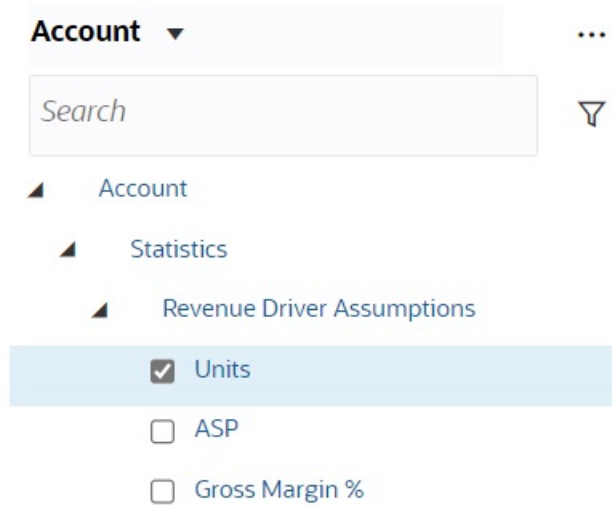 Account
Search
Account
Statistics
Revenue Driver Assumptions
Units
ASP
Gross Margin %